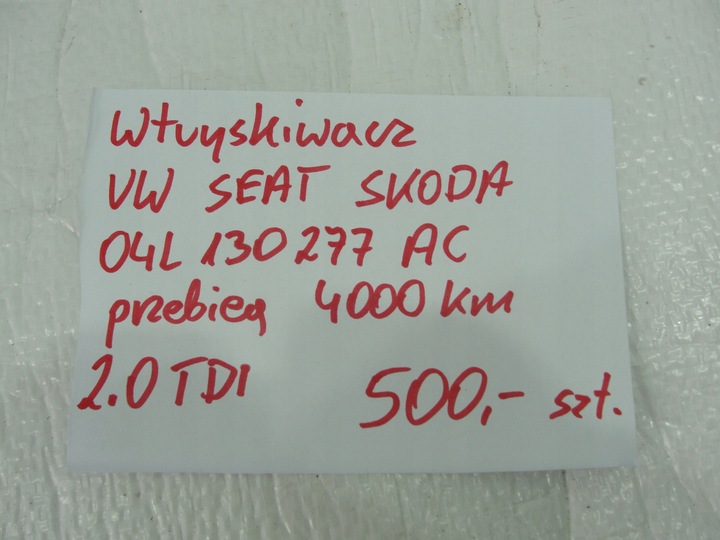 Wtryskiwacz
VW SEAT SKODA
04L 130 277 AC
przebieg 4000 km
2.0 TDI 500,- szt.